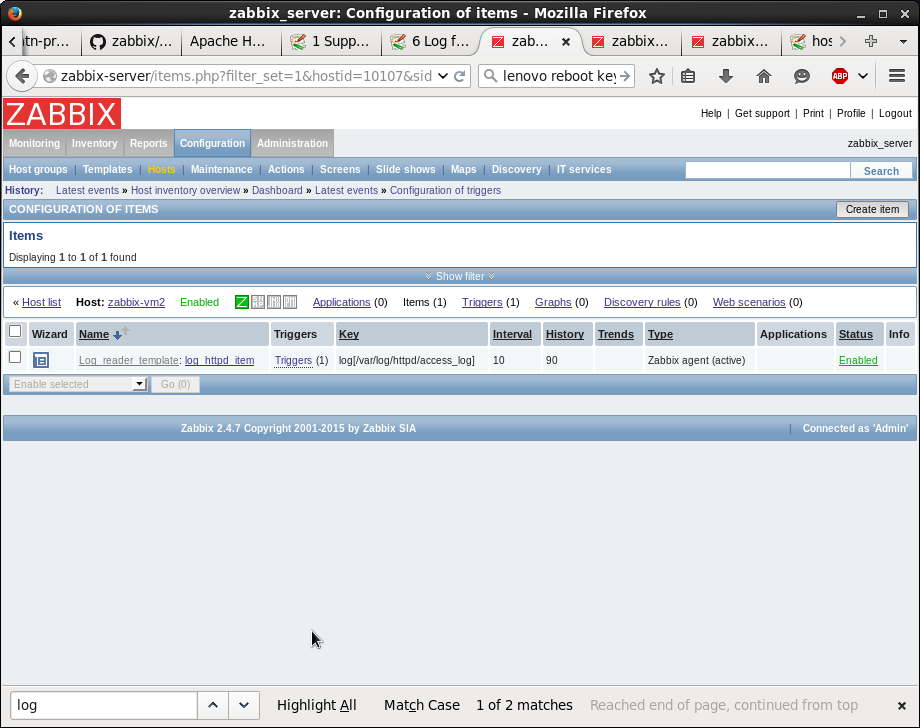 zabbix_server: Configuration of items - Mozilla Firefox
tn-pr... zabbix/... Apache H... 1 Supp... 6 Log f... zab... zabbix... zabbix... hos
zabbix-server/items.php?filter_set=1&hostid=10107&sid lenovo reboot key ABP
ZABBIX
Help | Get support | Print | Profile | Logout
Monitoring Inventory Reports Configuration Administration zabbix_server
Host groups | Templates | Hosts | Maintenance | Actions | Screens | Slide shows | Maps | Discovery | IT services Search
History: Latest events » Host inventory overview » Dashboard » Latest events » Configuration of triggers
CONFIGURATION OF ITEMS Create item
Items
Displaying 1 to 1 of 1 found
Show filter
« Host list Host: zabbix-vm2 Enabled Z Applications (0) Items (1) Triggers (1) Graphs (0) Discovery rules (0) Web scenarios (0)
Wizard Name Triggers Key Interval History Trends Type Applications Status Info
Log_reader_template: log_httpd_item Triggers (1) log[/var/log/httpd/access_log] 10 90 Zabbix agent (active) Enabled
Enable selected Go (0)
Zabbix 2.4.7 Copyright 2001-2015 by Zabbix SIA | Connected as 'Admin'
log Highlight All Match Case 1 of 2 matches Reached end of page, continued from top